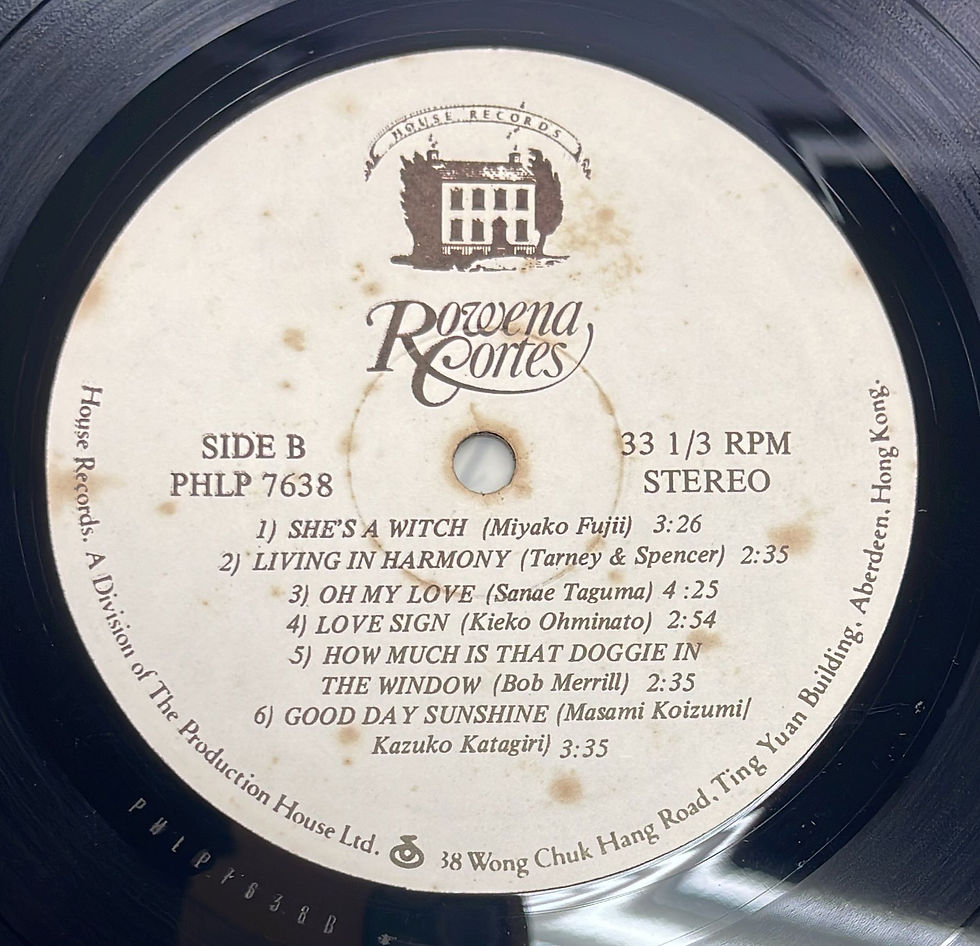 HOUSE RECORDS
Rowena
Cortes
SIDE B
PHLP 7638
33 1/3 RPM
STEREO
1) SHE'S A WITCH (Miyako Fujii) 3:26
2) LIVING IN HARMONY (Tarney & Spencer) 2:35
3) OH MY LOVE (Sanae Taguma) 4:25
4) LOVE SIGN (Kieko Ohminato) 2:54
5) HOW MUCH IS THAT DOGGIE IN
THE WINDOW (Bob Merrill) 2:35
6) GOOD DAY SUNSHINE (Masami Koizumi/
Kazuko Katagiri) 3:35
House Records. A Division of The Production House Ltd. 38 Wong Chuk Hang Road, Ting Yuan Building. Aberdeen. Hong Kong.
PHLP7638B